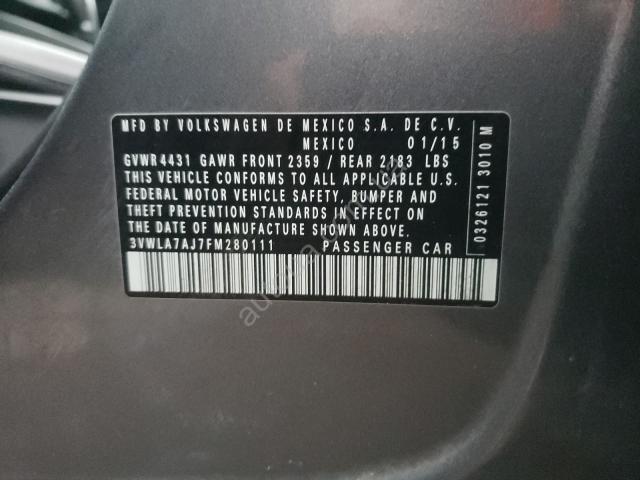 MFD BY VOLKSWAGEN DE MEXICO S.A. DE C.V.
MEXICO 01/15
GVWR4431 GAWR FRONT 2359 / REAR 2183 LBS
THIS VEHICLE CONFORMS TO ALL APPLICABLE U.S.
FEDERAL MOTOR VEHICLE SAFETY, BUMPER AND
THEFT PREVENTION STANDARDS IN EFFECT ON
THE DATE OF MANUFACTURE SHOWN ABOVE.
3VWLA7AJ7FM280111 PASSENGER CAR
0326121 3010 M